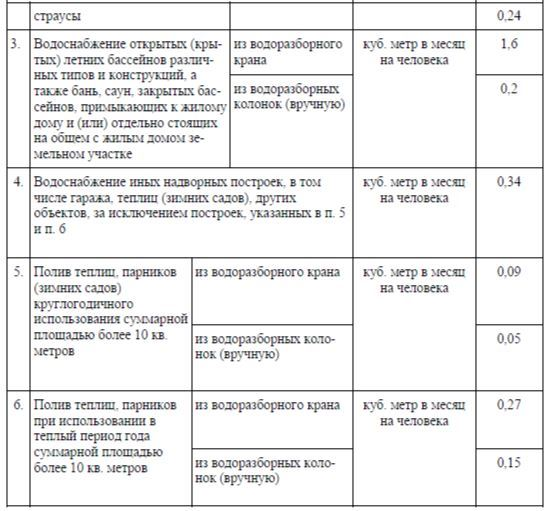 страусы 0,24
3. Водоснабжение открытых (кры- из водоразборного куб. метр в месяц 1,6
тых) летних бассейнов различ- крана на человека
ных типов и конструкций, а
также бань, саун, закрытых бас- из водоразборных 0,2
сейнов, примыкающих к жилому колонок (вручную)
дому и (или) отдельно стоящих
на общем с жилым домом зе-
мельном участке
4. Водоснабжение иных надворных построек, в том куб. метр в месяц 0,34
числе гаража, теплиц (зимних садов), других на человека
объектов, за исключением построек, указанных в п. 5
и п. 6
5. Полив теплиц, парников из водоразборного крана куб. метр в месяц 0,09
(зимних садов) на человека
круглогодичного
использования суммарной
площадью более 10 кв. из водоразборных коло- 0,05
метров нок (вручную)
6. Полив теплиц, парников из водоразборного крана куб. метр в месяц 0,27
при использовании в на человека
теплый период года
суммарной площадью
более 10 кв. метров из водоразборных коло- 0,15
нок (вручную)